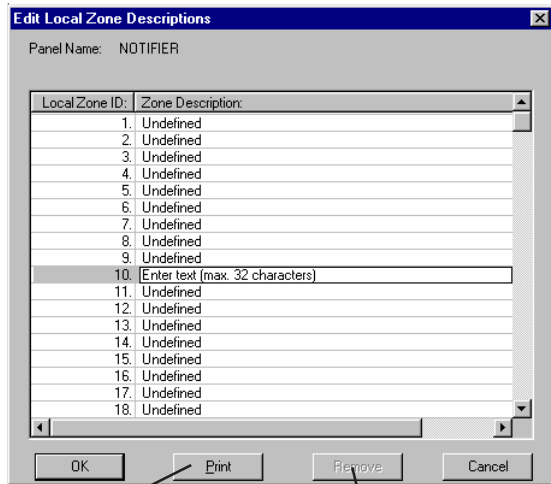 Edit Local Zone Descriptions
Panel Name: NOTIFIER
Local Zone ID: Zone Description:
1. Undefined
2. Undefined
3. Undefined
4. Undefined
5. Undefined
6. Undefined
7. Undefined
8. Undefined
9. Undefined
10. Enter text (max. 32 characters)
11. Undefined
12. Undefined
13. Undefined
14. Undefined
15. Undefined
16. Undefined
17. Undefined
18. Undefined
OK Print Remove Cancel